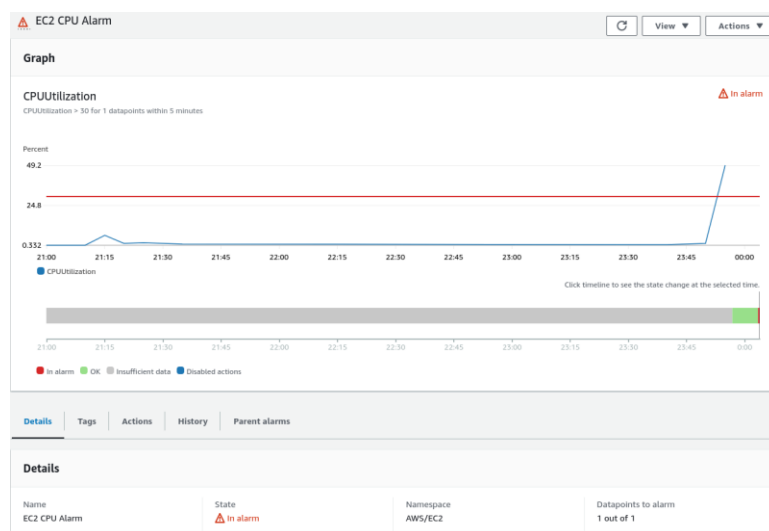 EC2 CPU Alarm
View ▼
Actions ▼
Graph
CPUUtilization
In alarm
CPUUtilization > 30 for 1 datapoints within 5 minutes
Percent
49.2
24.8
0.332
21:00 21:15 21:30 21:45 22:00 22:15 22:30 22:45 23:00 23:15 23:30 23:45 00:00
CPUUtilization
Click timeline to see the state change at the selected time.
21:00 21:15 21:30 21:45 22:00 22:15 22:30 22:45 23:00 23:15 23:30 23:45 0:00
In alarm OK Insufficient data Disabled actions
Details Tags Actions History Parent alarms
Details
Name State Namespace Datapoints to alarm
EC2 CPU Alarm In alarm AWS/EC2 1 out of 1